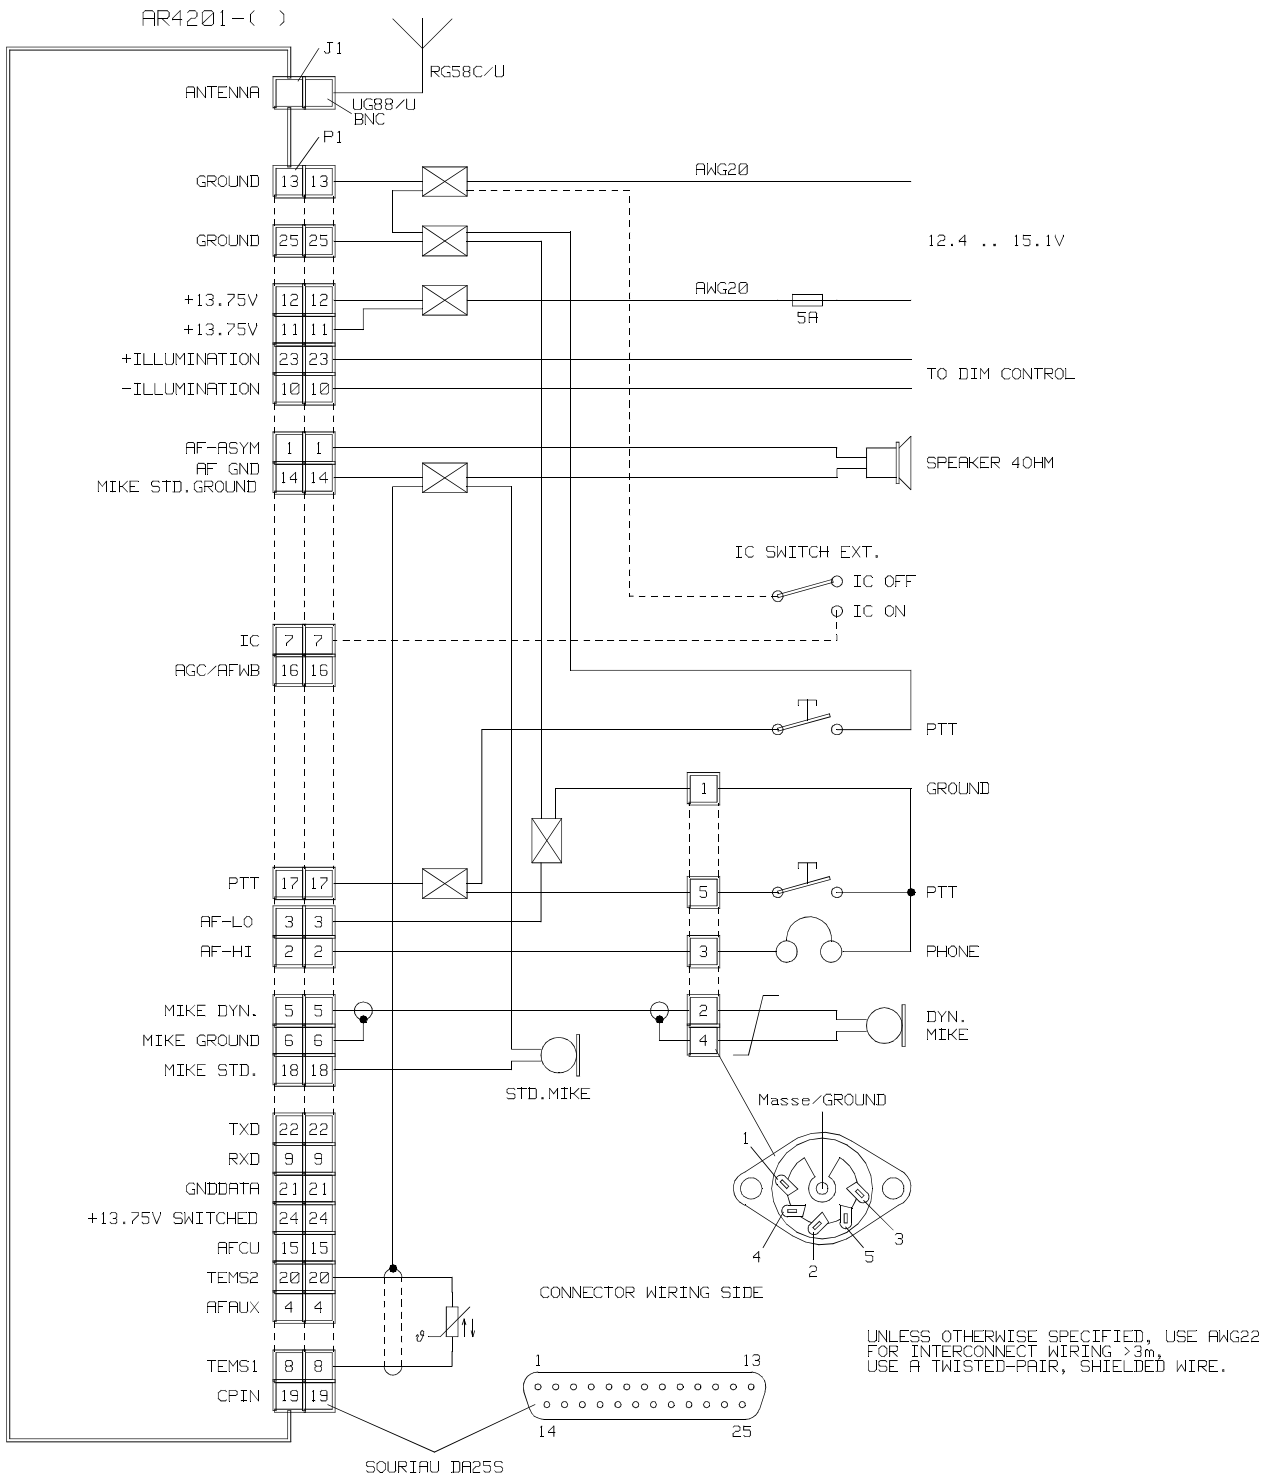 AR4201-( )
J1
RG58C/U
ANTENNA
UG88/U
BNC
P1
GROUND 13 13 AWG20
GROUND 25 25 12.4 .. 15.1V
+13.75V 12 12 AWG20
5A
+13.75V 11 11
+ILLUMINATION 23 23
TO DIM CONTROL
-ILLUMINATION 10 10
AF-ASYM 1 1
SPEAKER 4OHM
AF GND
MIKE STD.GROUND 14 14
IC SWITCH EXT.
IC OFF
IC ON
IC 7 7
AGC/AFWB 16 16
PTT
1 GROUND
PTT 17 17
5 PTT
AF-LO 3 3
AF-HI 2 2 3 PHONE
MIKE DYN. 5 5 2 DYN.
MIKE
MIKE GROUND 6 6 4
MIKE STD. 18 18
STD.MIKE
Masse/GROUND
TXD 22 22
1
RXD 9 9
GNDDATA 21 21
+13.75V SWITCHED 24 24
3
AFCU 15 15
4 5
2
TEMS2 20 20
CONNECTOR WIRING SIDE
AFAUX 4 4
ϑ
UNLESS OTHERWISE SPECIFIED, USE AWG22
FOR INTERCONNECT WIRING >3m,
USE A TWISTED-PAIR, SHIELDED WIRE.
TEMS1 8 8
1 13
CPIN 19 19
14 25
SOURIAU DA25S